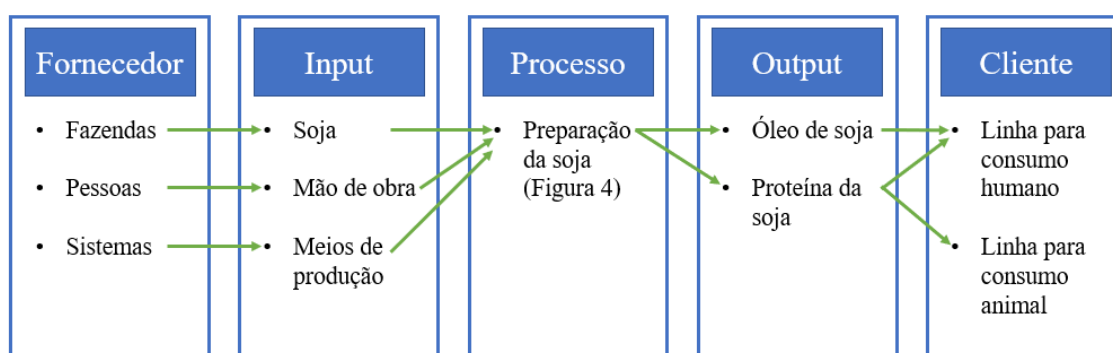 Fornecedor
• Fazendas
• Pessoas
• Sistemas
Input
• Soja
• Mão de obra
• Meios de
produção
Processo
• Preparação
da soja
(Figura 4)
Output
• Óleo de soja
• Proteína da
soja
Cliente
• Linha para
consumo
humano
• Linha para
consumo
animal